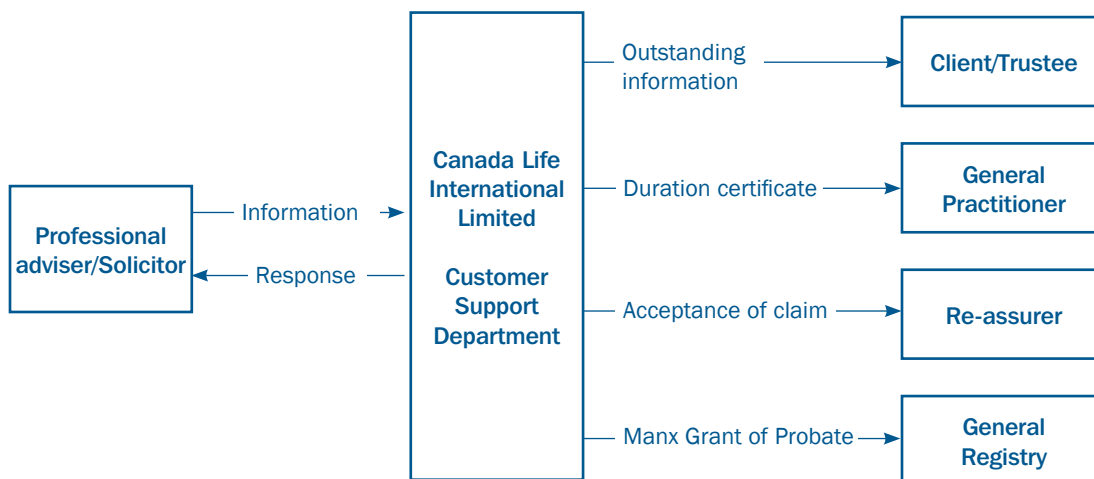 Professional
adviser/Solicitor
Information
Response
Canada Life
International
Limited
Customer
Support
Department
Outstanding
information
Client/Trustee
Duration certificate
General
Practitioner
Acceptance of claim
Re-assurer
Manx Grant of Probate
General
Registry